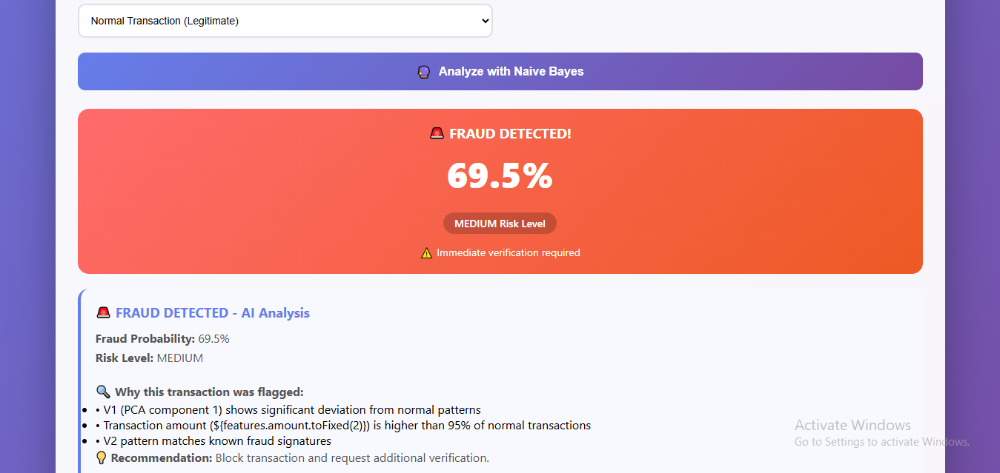 Normal Transaction (Legitimate)
🔮 Analyze with Naive Bayes
🚨 FRAUD DETECTED!
69.5%
MEDIUM Risk Level
⚠️ Immediate verification required
🚨 FRAUD DETECTED - AI Analysis
Fraud Probability: 69.5%
Risk Level: MEDIUM
🔍 Why this transaction was flagged:
• • V1 (PCA component 1) shows significant deviation from normal patterns
• • Transaction amount (${features.amount.toFixed(2)}) is higher than 95% of normal transactions
• • V2 pattern matches known fraud signatures
💡 Recommendation: Block transaction and request additional verification.
Activate Windows
Go to Settings to activate Windows.